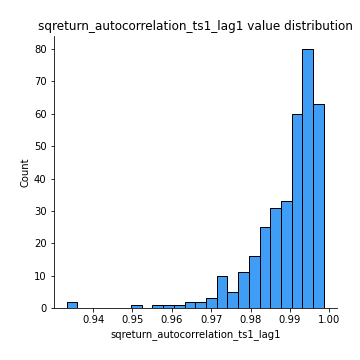 sqreturn_autocorrelation_ts1_lag1 value distribution
80
70
60
50
40
30
20
10
0
Count
0.94 0.95 0.96 0.97 0.98 0.99 1.00
sqreturn_autocorrelation_ts1_lag1